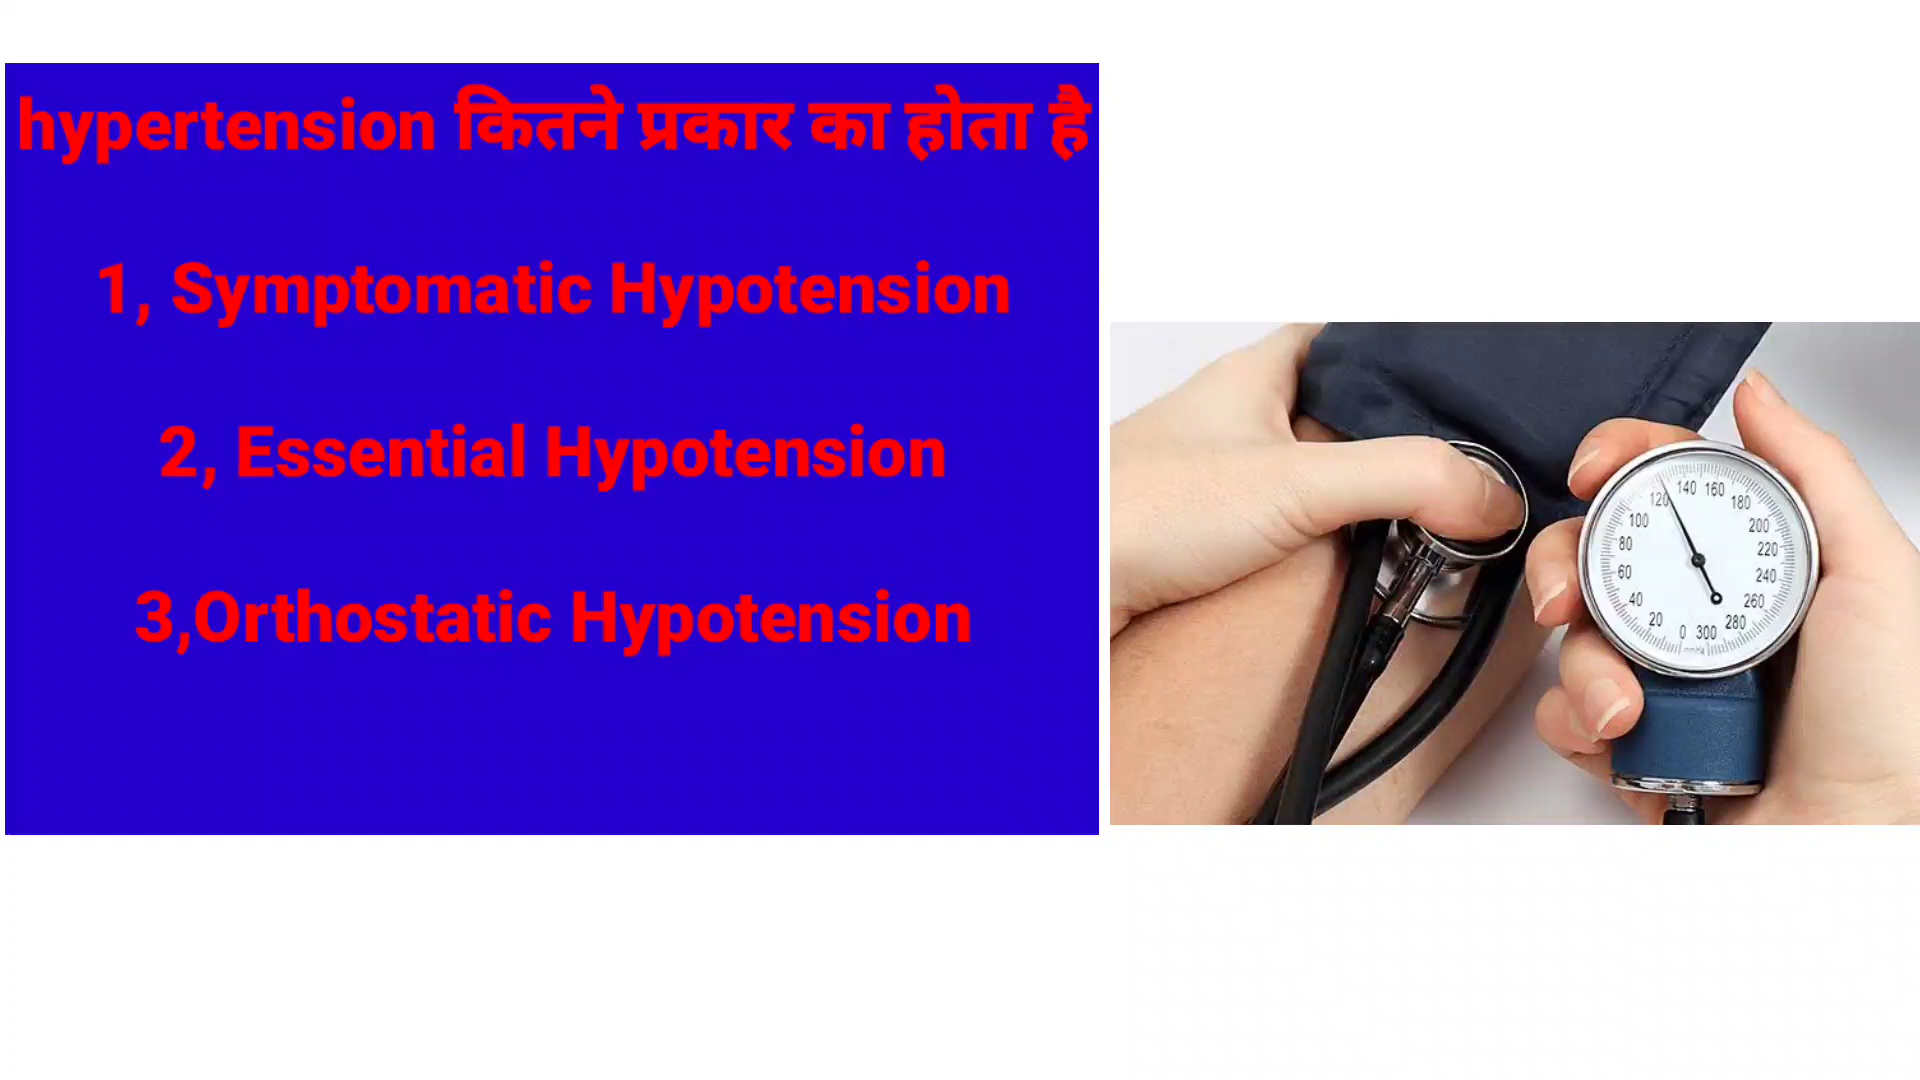 hypertension कितने प्रकार का होता है
1, Symptomatic Hypotension
2, Essential Hypotension
3,Orthostatic Hypotension
120 140 160 180
100 200
80 220
60 240
40 260
20 0 300 280